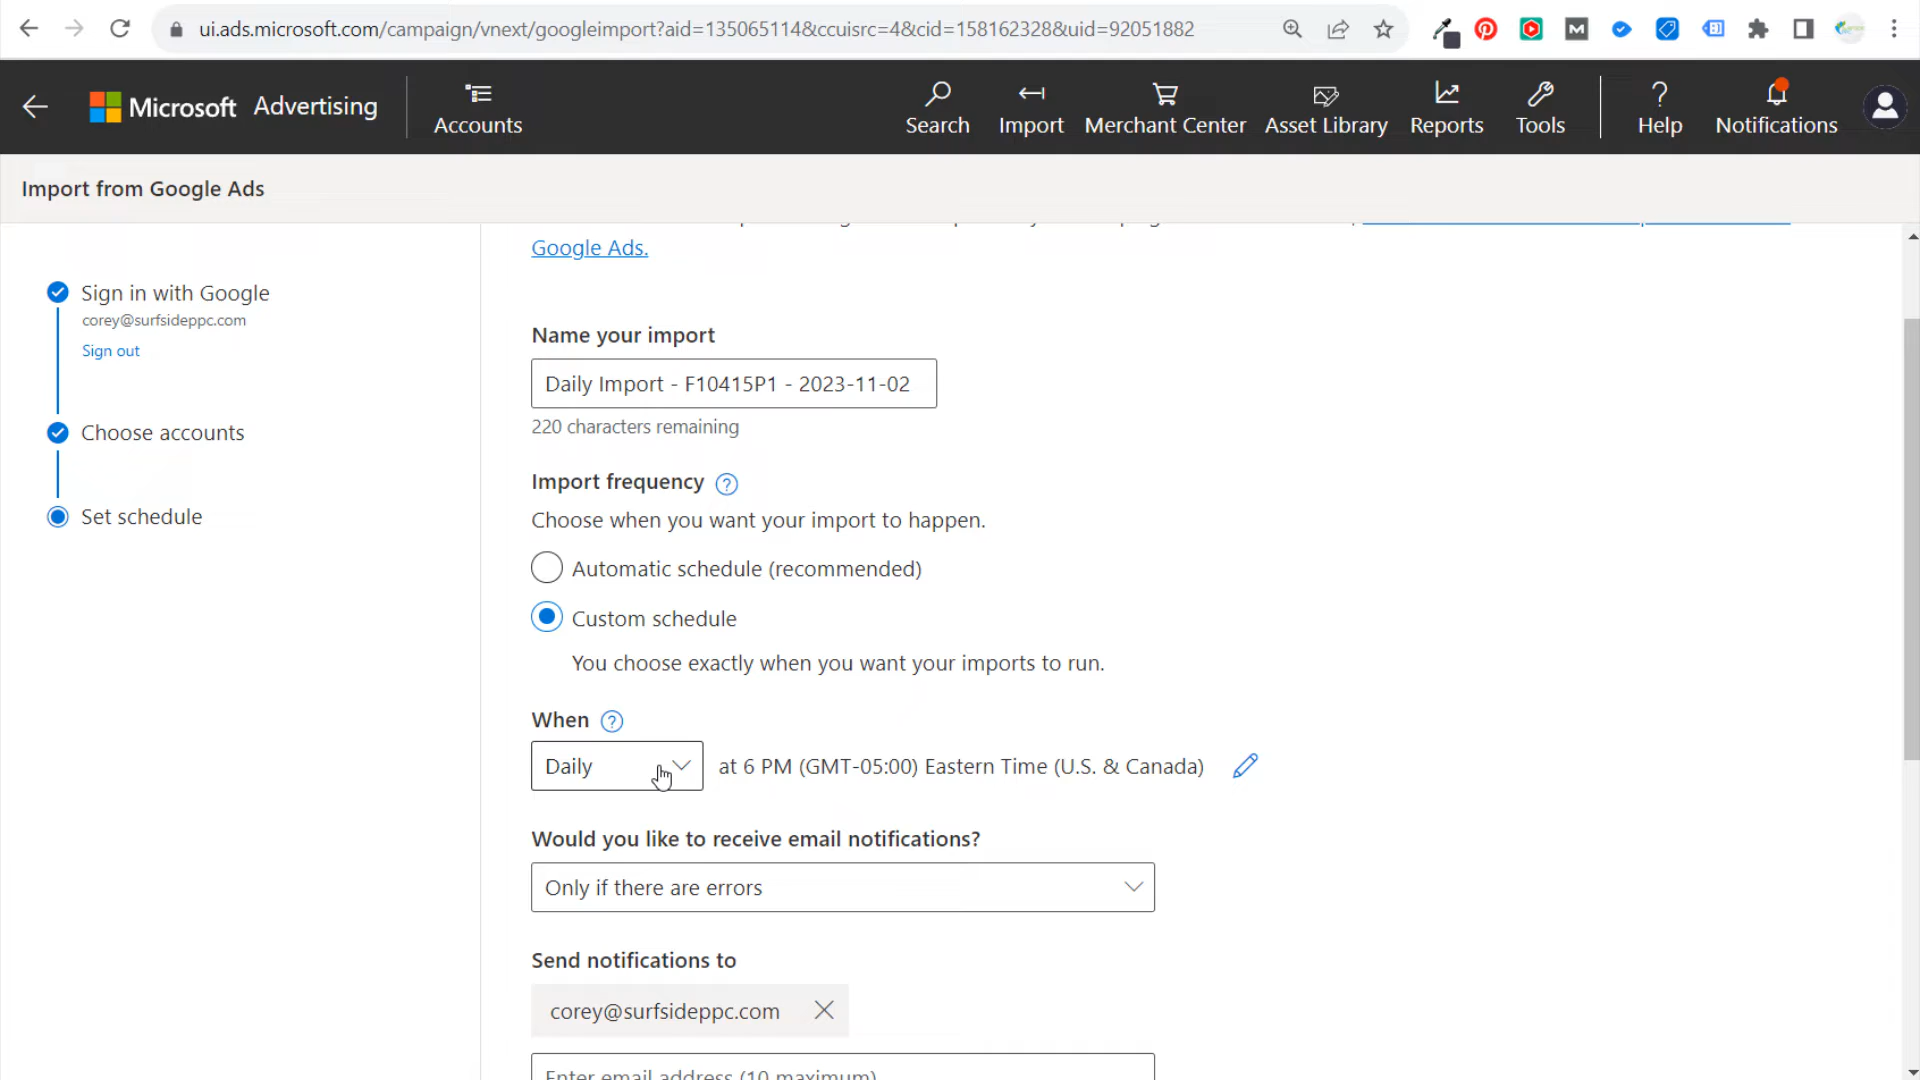 ui.ads.microsoft.com/campaign/vnext/googleimport?aid=135065114&ccuisrc=4&cid=158162328&uid=92051882
Microsoft Advertising
Accounts
Search
Import
Merchant Center
Asset Library
Reports
Tools
Help
Notifications
Import from Google Ads
Google Ads.
Sign in with Google
corey@surfsideppc.com
Sign out
Choose accounts
Set schedule
Name your import
Daily Import - F10415P1 - 2023-11-02
220 characters remaining
Import frequency ?
Choose when you want your import to happen.
Automatic schedule (recommended)
Custom schedule
You choose exactly when you want your imports to run.
When ?
Daily at 6 PM (GMT-05:00) Eastern Time (U.S. & Canada)
Would you like to receive email notifications?
Only if there are errors
Send notifications to
corey@surfsideppc.com
Enter email address (10 maximum)